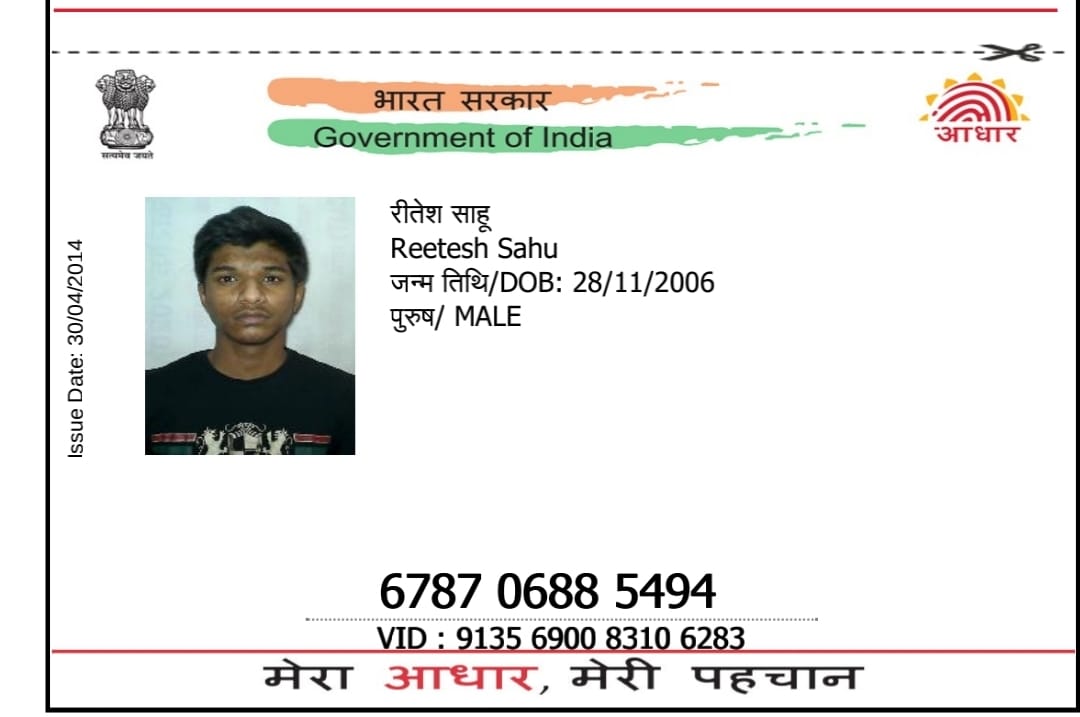 सत्यमेव जयते
भारत सरकार
Government of India
आधार
Issue Date: 30/04/2014
रीतेश साहू
Reetesh Sahu
जन्म तिथि/DOB: 28/11/2006
पुरुष/ MALE
6787 0688 5494
VID : 9135 6900 8310 6283
मेरा आधार, मेरी पहचान